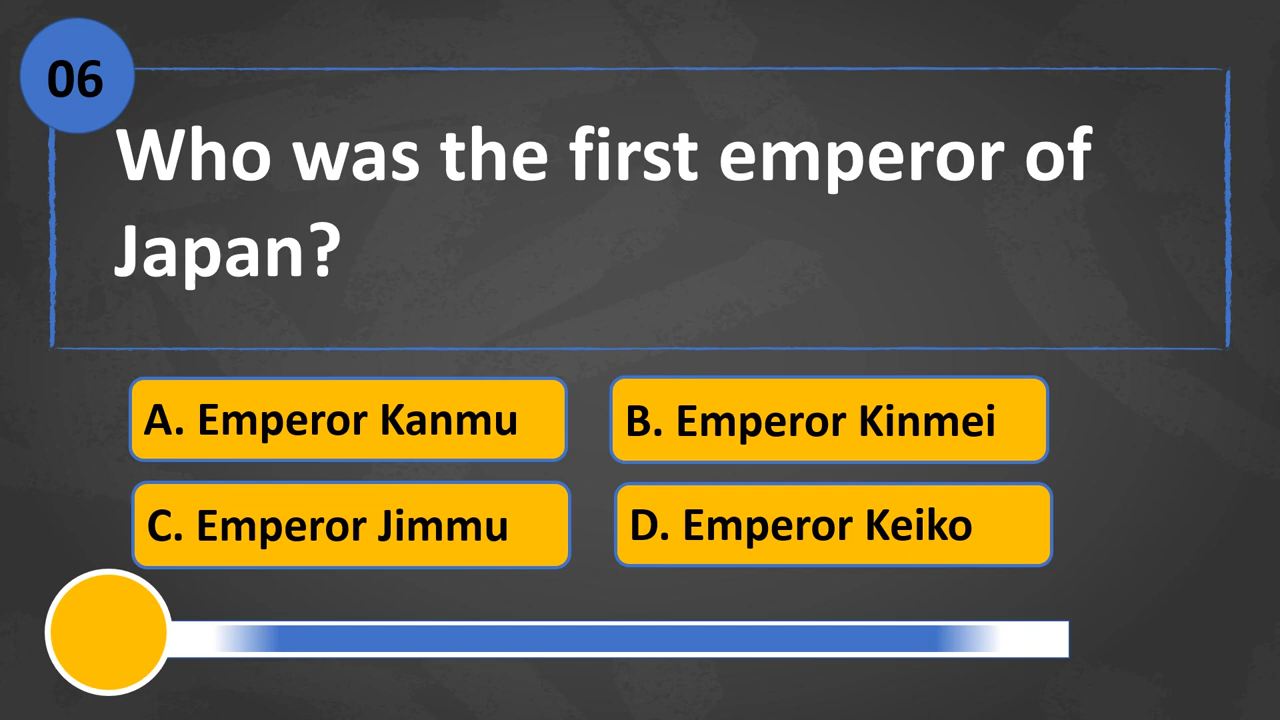 06
Who was the first emperor of
Japan?
A. Emperor Kanmu
B. Emperor Kinmei
C. Emperor Jimmu
D. Emperor Keiko